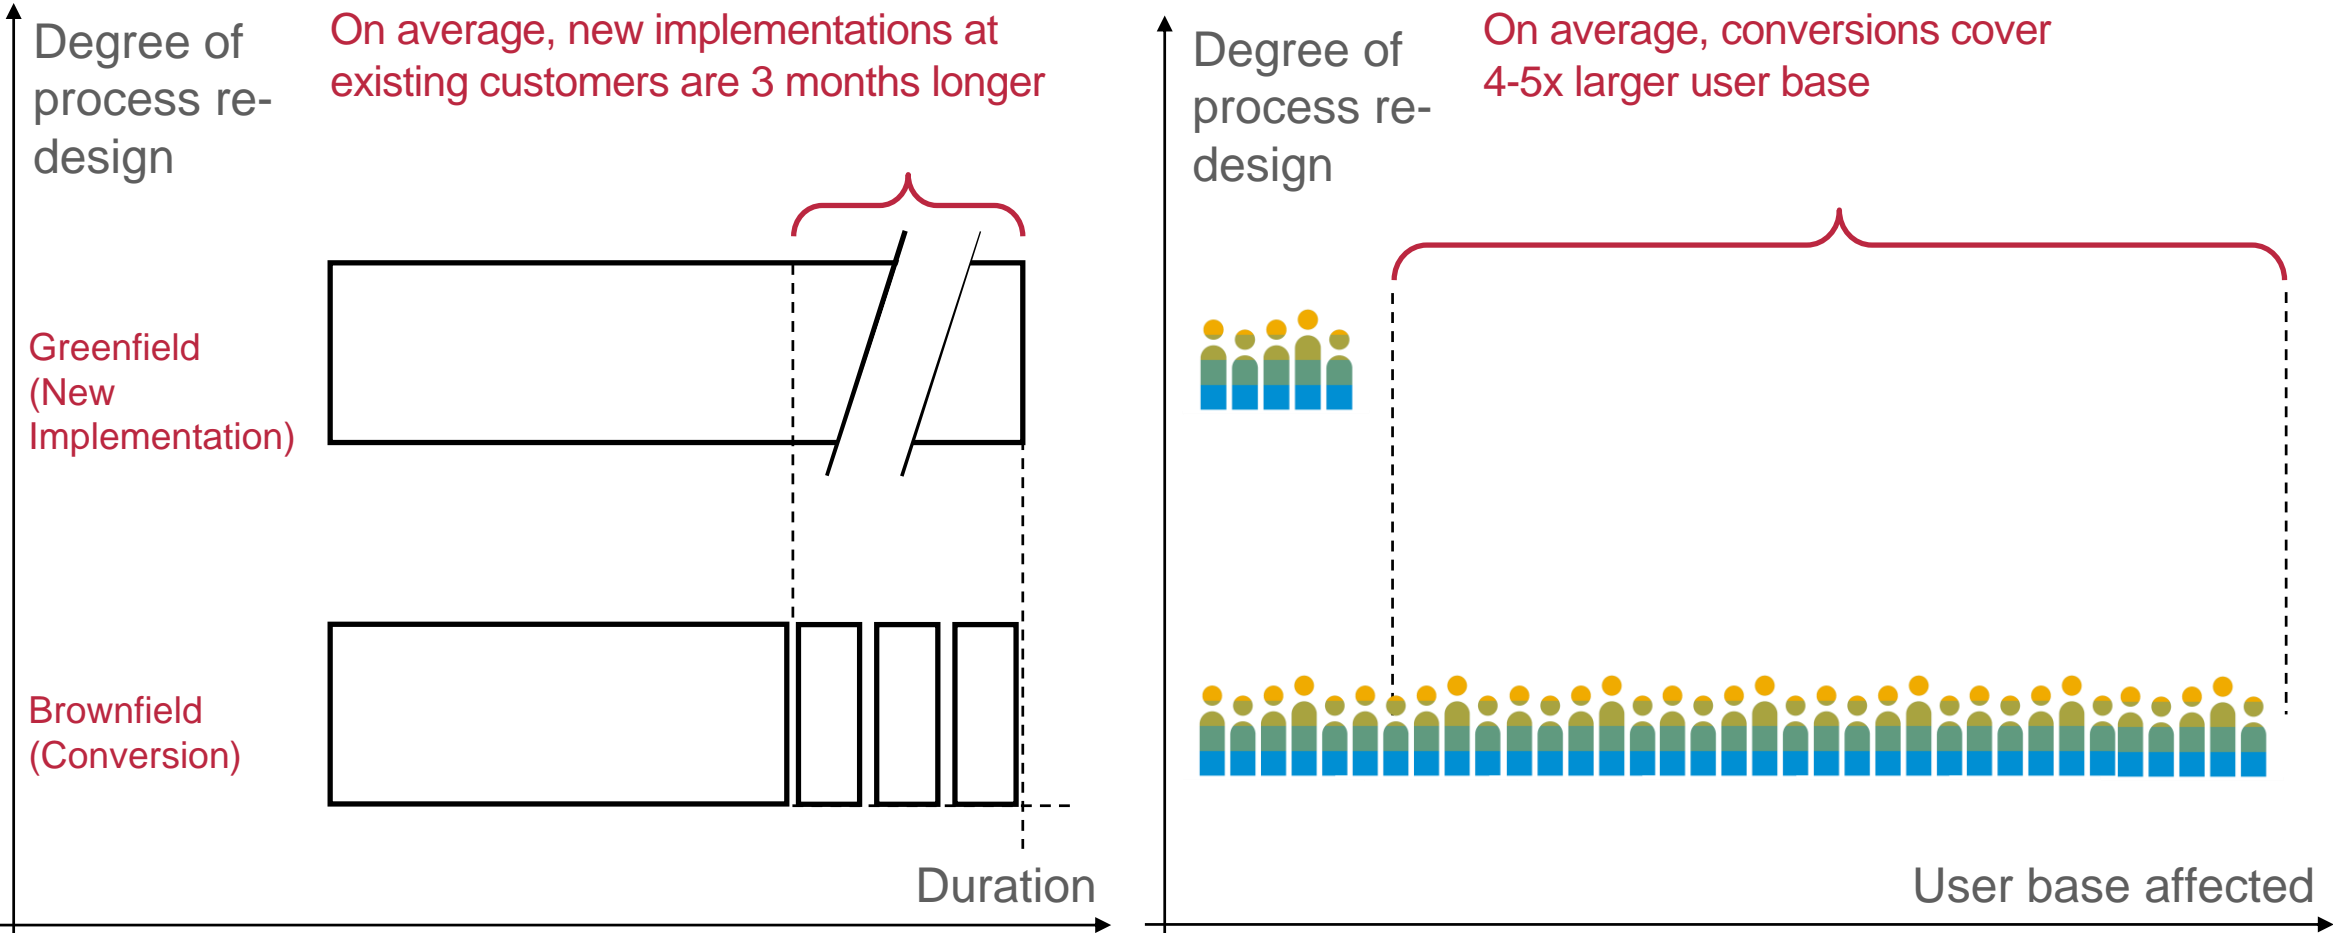 Degree of
process re-
design
On average, new implementations at
existing customers are 3 months longer
Greenfield
(New
Implementation)
Brownfield
(Conversion)
Duration
Degree of
process re-
design
On average, conversions cover
4-5x larger user base
User base affected